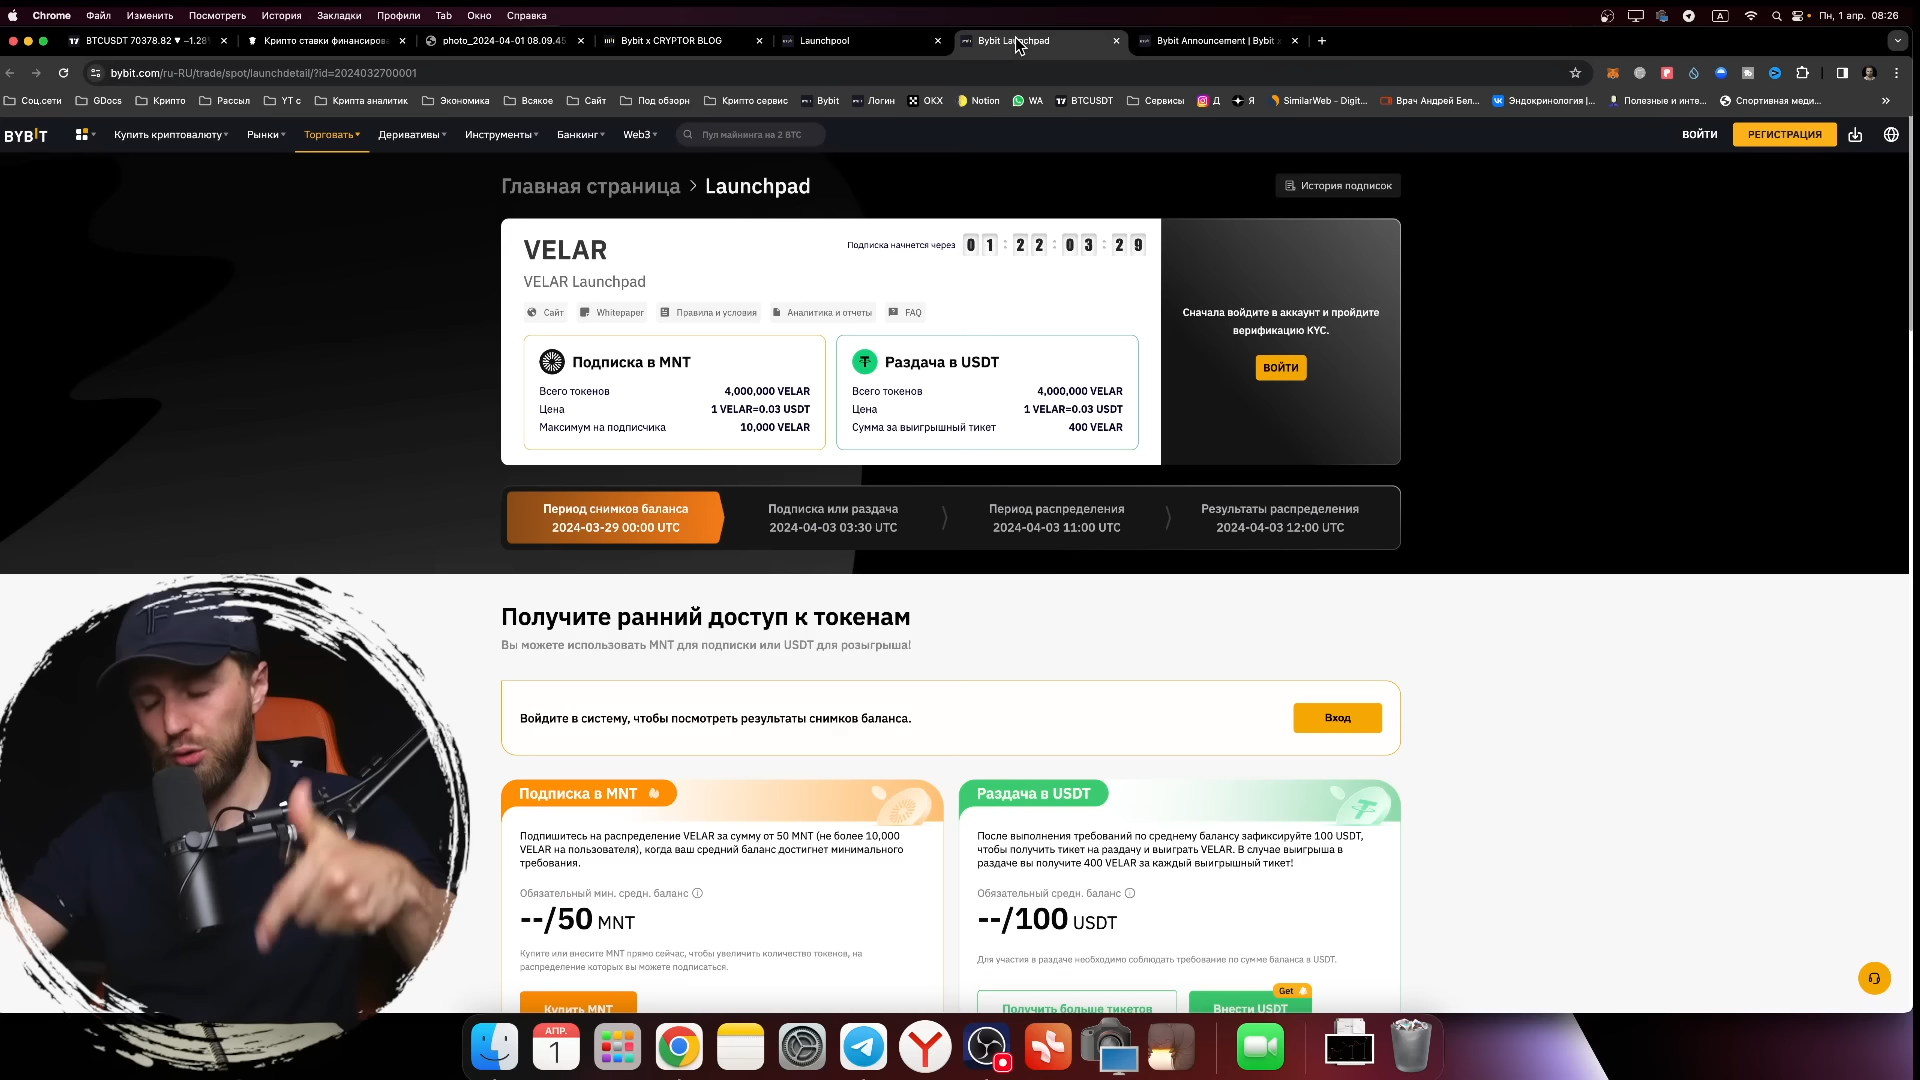 Chrome Файл Изменить Посмотреть История Закладки Профили Tab Окно Справка A Пн, 1 апр. 08:26
BTCUSDT 70378.82 ▼ −1.28 Крипто ставки финансирова photo_2024-04-01 08.09.45 Bybit x CRYPTOR BLOG Launchpool Bybit Launchpad Bybit Announcement | Bybit x
bybit.com/ru-RU/trade/spot/launchdetail/?id=2024032700001
Соц.сети GDocs Крипто Рассыл YT с Крипта аналитик Экономика Всякое Сайт Под обзорн Крипто сервис Bybit Логин OKX Notion WA BTCUSDT Сервисы Д Я SimilarWeb - Digit... Врач Андрей Бел... Эндокринология |... Полезные и инте... Спортивная меди... »
BYBIT Купить криптовалюту Рынки Торговать Деривативы Инструменты Банкинг Web3 Пул майнинга на 2 BTC ВОЙТИ РЕГИСТРАЦИЯ
Главная страница > Launchpad История подписок
VELAR Подписка начнется через 01 : 22 : 03 : 29
VELAR Launchpad
Сайт Whitepaper Правила и условия Аналитика и отчеты FAQ
Сначала войдите в аккаунт и пройдите
верификацию KYC.
ВОЙТИ
Подписка в MNT
Всего токенов 4,000,000 VELAR
Цена 1 VELAR=0.03 USDT
Максимум на подписчика 10,000 VELAR
Раздача в USDT
Всего токенов 4,000,000 VELAR
Цена 1 VELAR=0.03 USDT
Сумма за выигрышный тикет 400 VELAR
Период снимков баланса
2024-03-29 00:00 UTC
Подписка или раздача
2024-04-03 03:30 UTC
Период распределения
2024-04-03 11:00 UTC
Результаты распределения
2024-04-03 12:00 UTC
Получите ранний доступ к токенам
Вы можете использовать MNT для подписки или USDT для розыгрыша!
Войдите в систему, чтобы посмотреть результаты снимков баланса. Вход
Подписка в MNT
Подпишитесь на распределение VELAR за сумму от 50 MNT (не более 10,000
VELAR на пользователя), когда ваш средний баланс достигнет минимального
требования.
Обязательный мин. средн. баланс
--/50 MNT
Купите или внесите MNT прямо сейчас, чтобы увеличить количество токенов, на
распределение которых вы можете подписаться.
Купить MNT
Раздача в USDT
После выполнения требований по среднему балансу зафиксируйте 100 USDT,
чтобы получить тикет на раздачу и выиграть VELAR. В случае выигрыша в
раздаче вы получите 400 VELAR за каждый выигрышный тикет!
Обязательный средн. баланс
--/100 USDT
Для участия в раздаче необходимо соблюдать требование по сумме баланса в USDT.
Get
Получить больше тикетов Внести USDT
АПР.
1